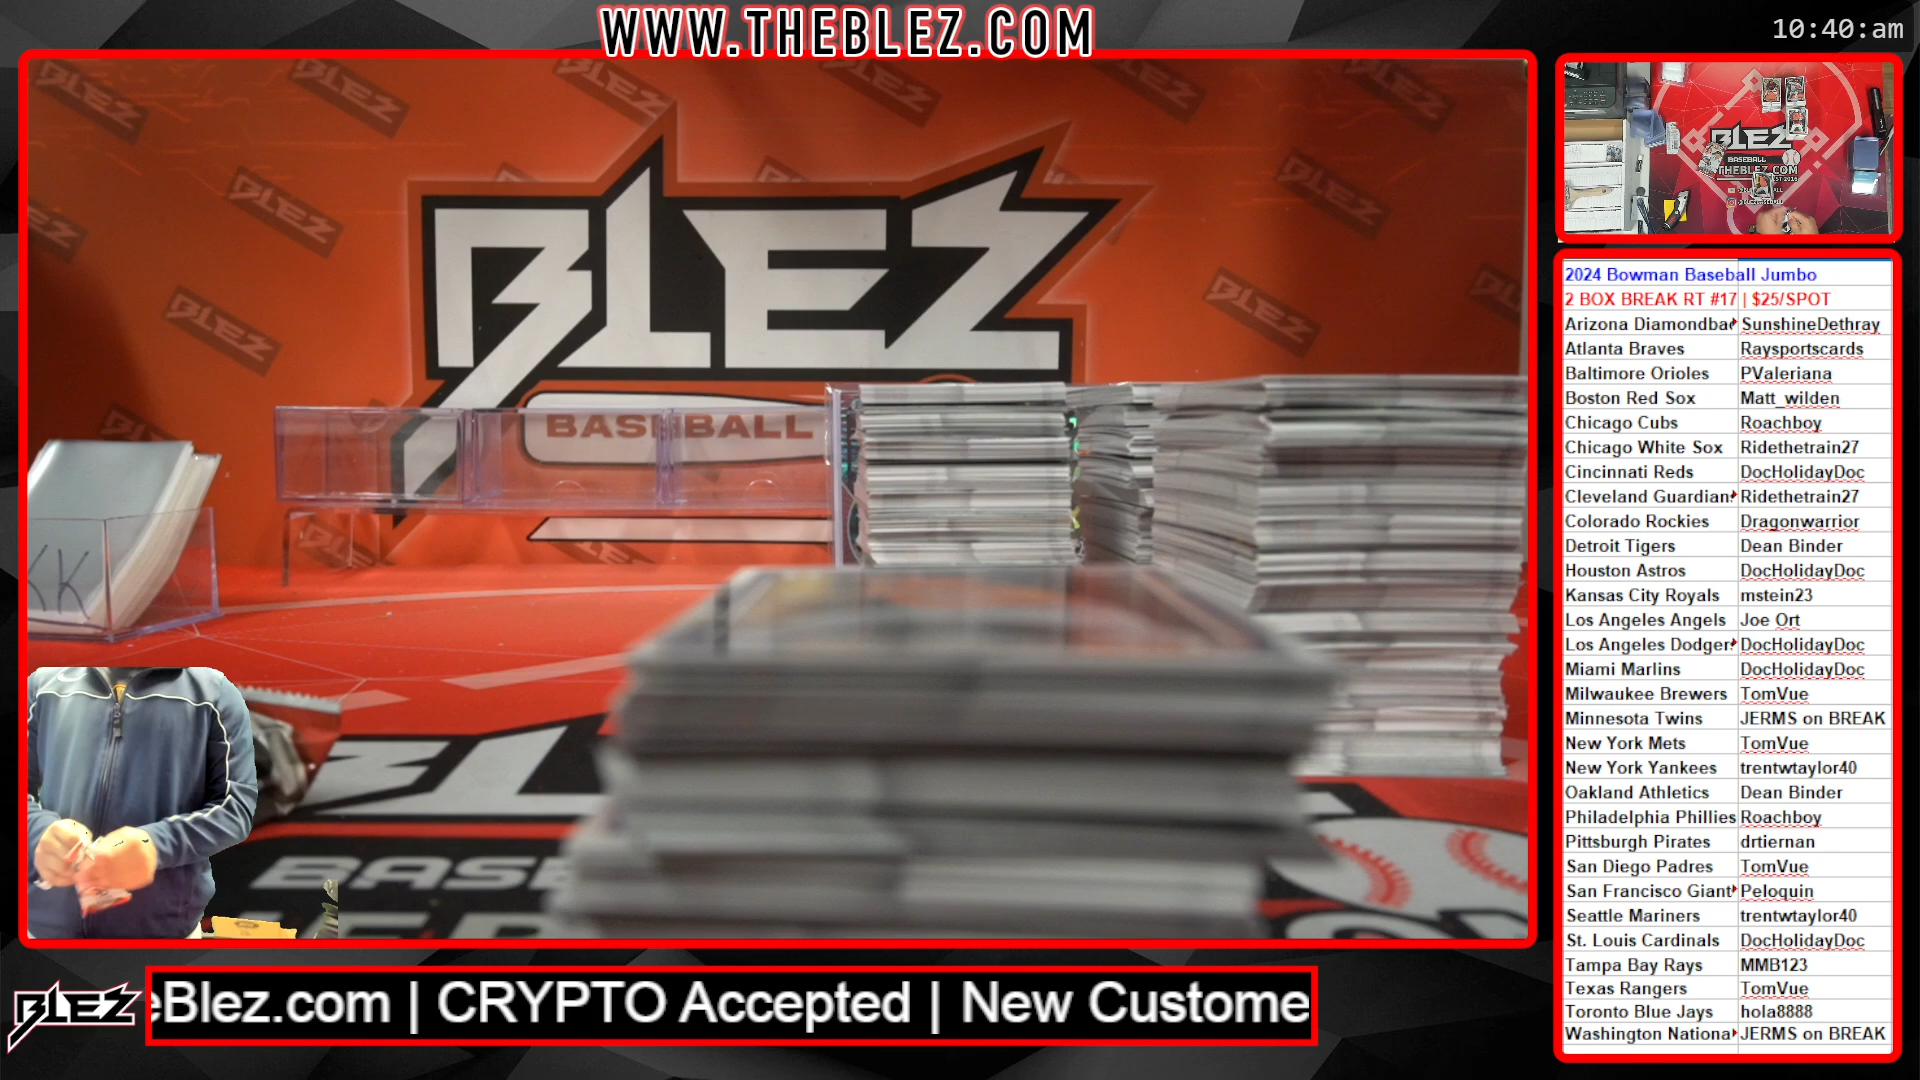 WWW.THEBLEZ.COM
10:40:am
BLEZ
BASEBALL
BLEZ
BASEBALL
THEBLEZ.COM
KK
2024 Bowman Baseball Jumbo
2 BOX BREAK RT #17 | $25/SPOT
Arizona Diamondba SunshineDethray
Atlanta Braves Raysportscards
Baltimore Orioles PValeriana
Boston Red Sox Matt_wilden
Chicago Cubs Roachboy
Chicago White Sox Ridethetrain27
Cincinnati Reds DocHolidayDoc
Cleveland Guardian Ridethetrain27
Colorado Rockies Dragonwarrior
Detroit Tigers Dean Binder
Houston Astros DocHolidayDoc
Kansas City Royals mstein23
Los Angeles Angels Joe Ort
Los Angeles Dodger DocHolidayDoc
Miami Marlins DocHolidayDoc
Milwaukee Brewers TomVue
Minnesota Twins JERMS on BREAK
New York Mets TomVue
New York Yankees trentwtaylor40
Oakland Athletics Dean Binder
Philadelphia Phillies Roachboy
Pittsburgh Pirates drtiernan
San Diego Padres TomVue
San Francisco Giant Peloquin
Seattle Mariners trentwtaylor40
St. Louis Cardinals DocHolidayDoc
Tampa Bay Rays MMB123
Texas Rangers TomVue
Toronto Blue Jays hola8888
Washington Nationa JERMS on BREAK
BLEZ
eBlez.com | CRYPTO Accepted | New Custome